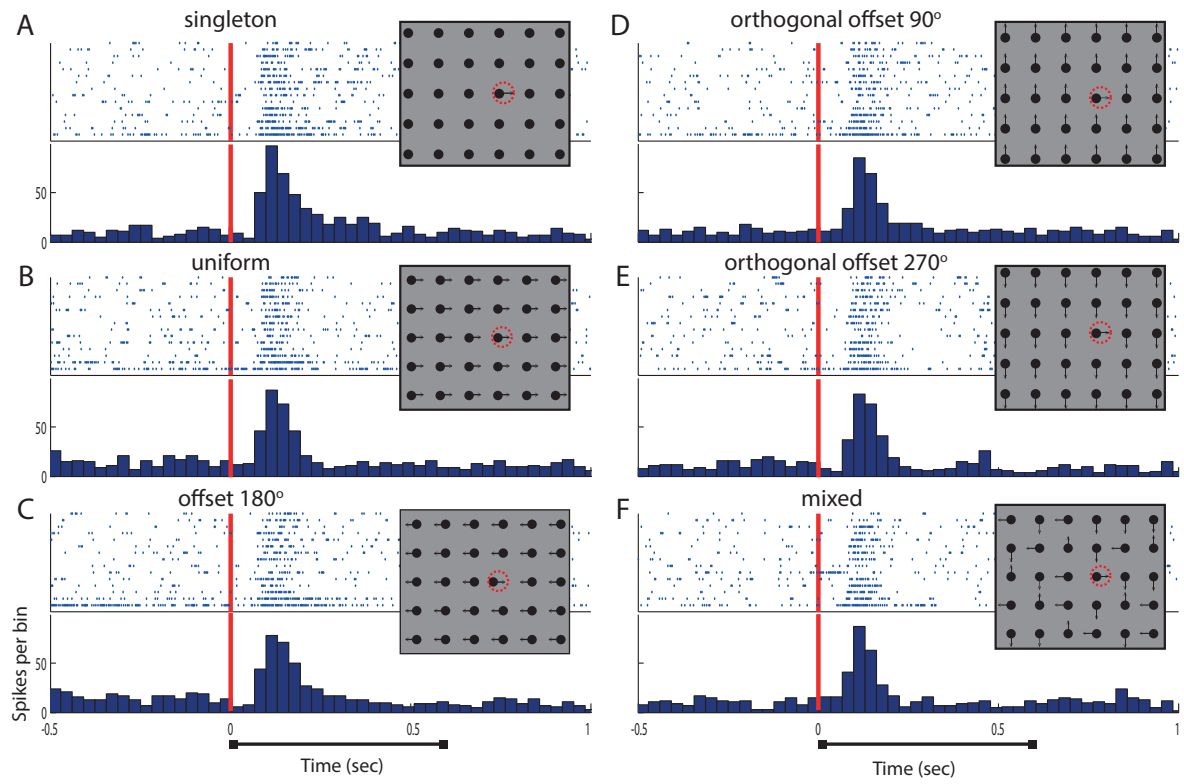 A
singleton
50
0
B
uniform
50
0
C
offset 180°
Spikes per bin
50
0
-0.5
0
0.5
1
Time (sec)
D
orthogonal offset 90°
E
orthogonal offset 270°
F
mixed
-0.5
0
0.5
1
Time (sec)